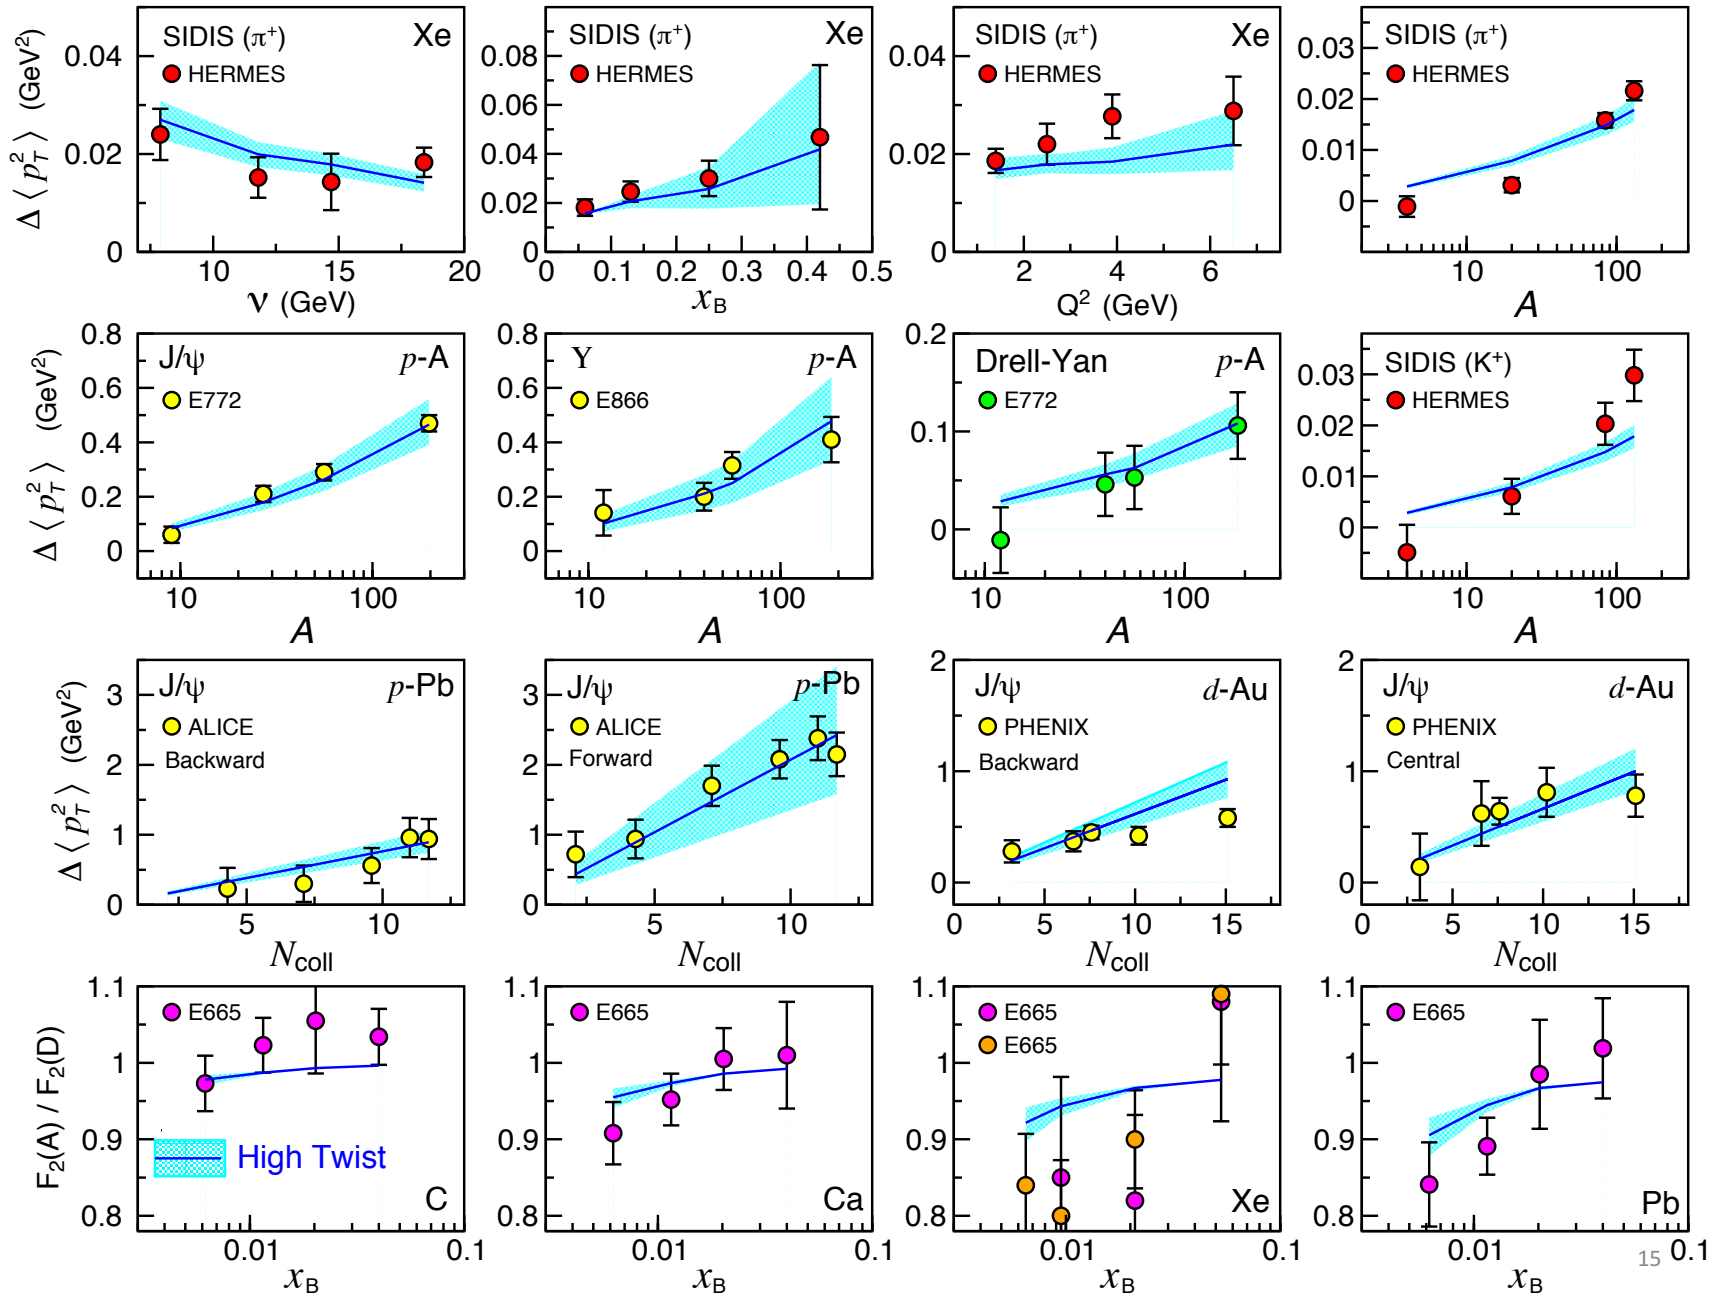 Δ⟨p_T^2⟩ (GeV²)
SIDIS (π⁺) Xe
HERMES
0.04
0.02
0
10 15 20
ν (GeV)
SIDIS (π⁺) Xe
HERMES
0.08
0.06
0.04
0.02
0
0 0.1 0.2 0.3 0.4 0.5
x_B
SIDIS (π⁺) Xe
HERMES
0.04
0.02
0
2 4 6
Q² (GeV)
SIDIS (π⁺)
HERMES
0.03
0.02
0.01
0
10 100
A
Δ⟨p_T^2⟩ (GeV²)
J/ψ p-A
E772
0.8
0.6
0.4
0.2
0
10 100
A
ϒ p-A
E866
0.8
0.6
0.4
0.2
0
10 100
A
Drell-Yan p-A
E772
0.2
0.1
0
10 100
A
SIDIS (K⁺)
HERMES
0.03
0.02
0.01
0
10 100
A
Δ⟨p_T^2⟩ (GeV²)
J/ψ p-Pb
ALICE
Backward
3
2
1
0
5 10
N_coll
J/ψ p-Pb
ALICE
Forward
3
2
1
0
5 10
N_coll
J/ψ d-Au
PHENIX
Backward
2
1
0
0 5 10 15
N_coll
J/ψ d-Au
PHENIX
Central
2
1
0
0 5 10 15
N_coll
F₂(A) / F₂(D)
E665
High Twist
C
1.1
1
0.9
0.8
0.01 0.1
x_B
E665
Ca
1.1
1
0.9
0.8
0.01 0.1
x_B
E665
E665
Xe
1.1
1
0.9
0.8
0.01 0.1
x_B
E665
Pb
1.1
1
0.9
0.8
0.01 0.1
x_B
15